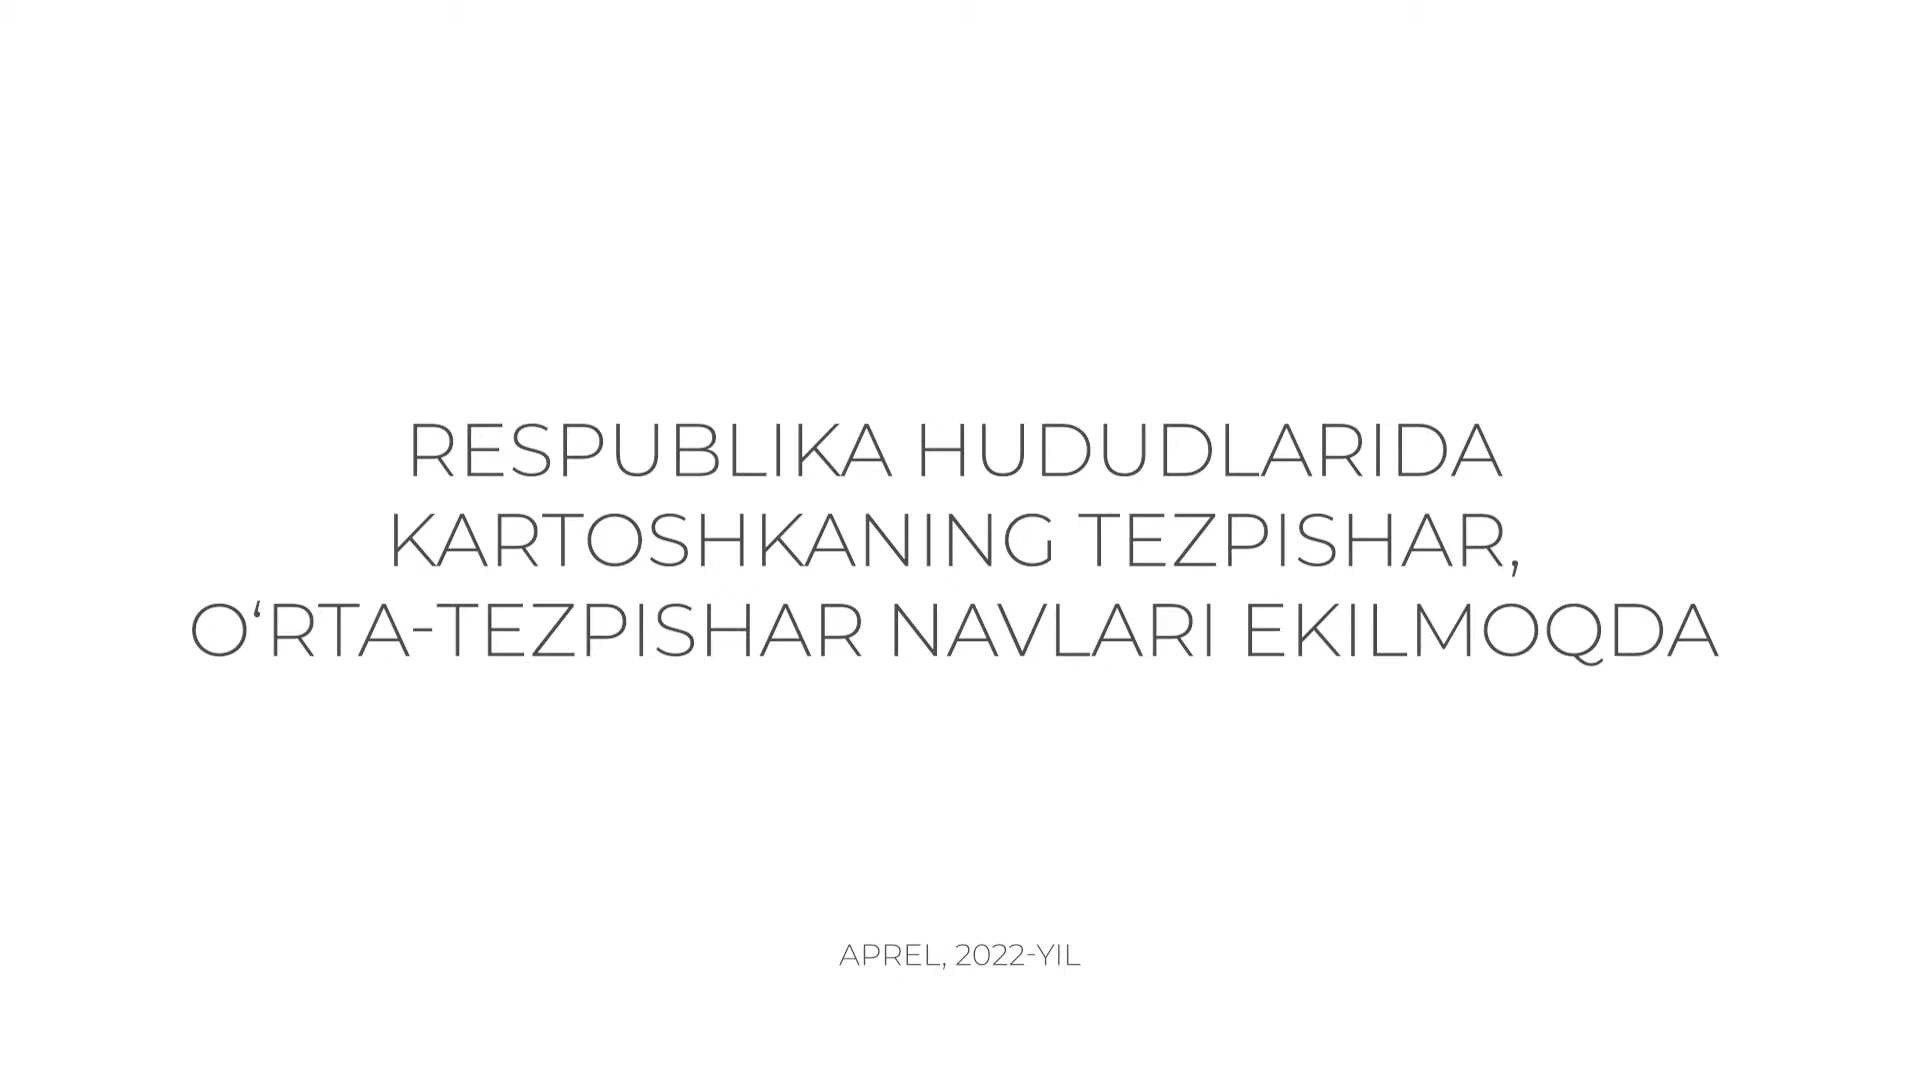 RESPUBLIKA HUDUDLARIDA
KARTOSHKANING TEZPISHAR,
O‘RTA-TEZPISHAR NAVLARI EKILMOQDA
APREL, 2022-YIL